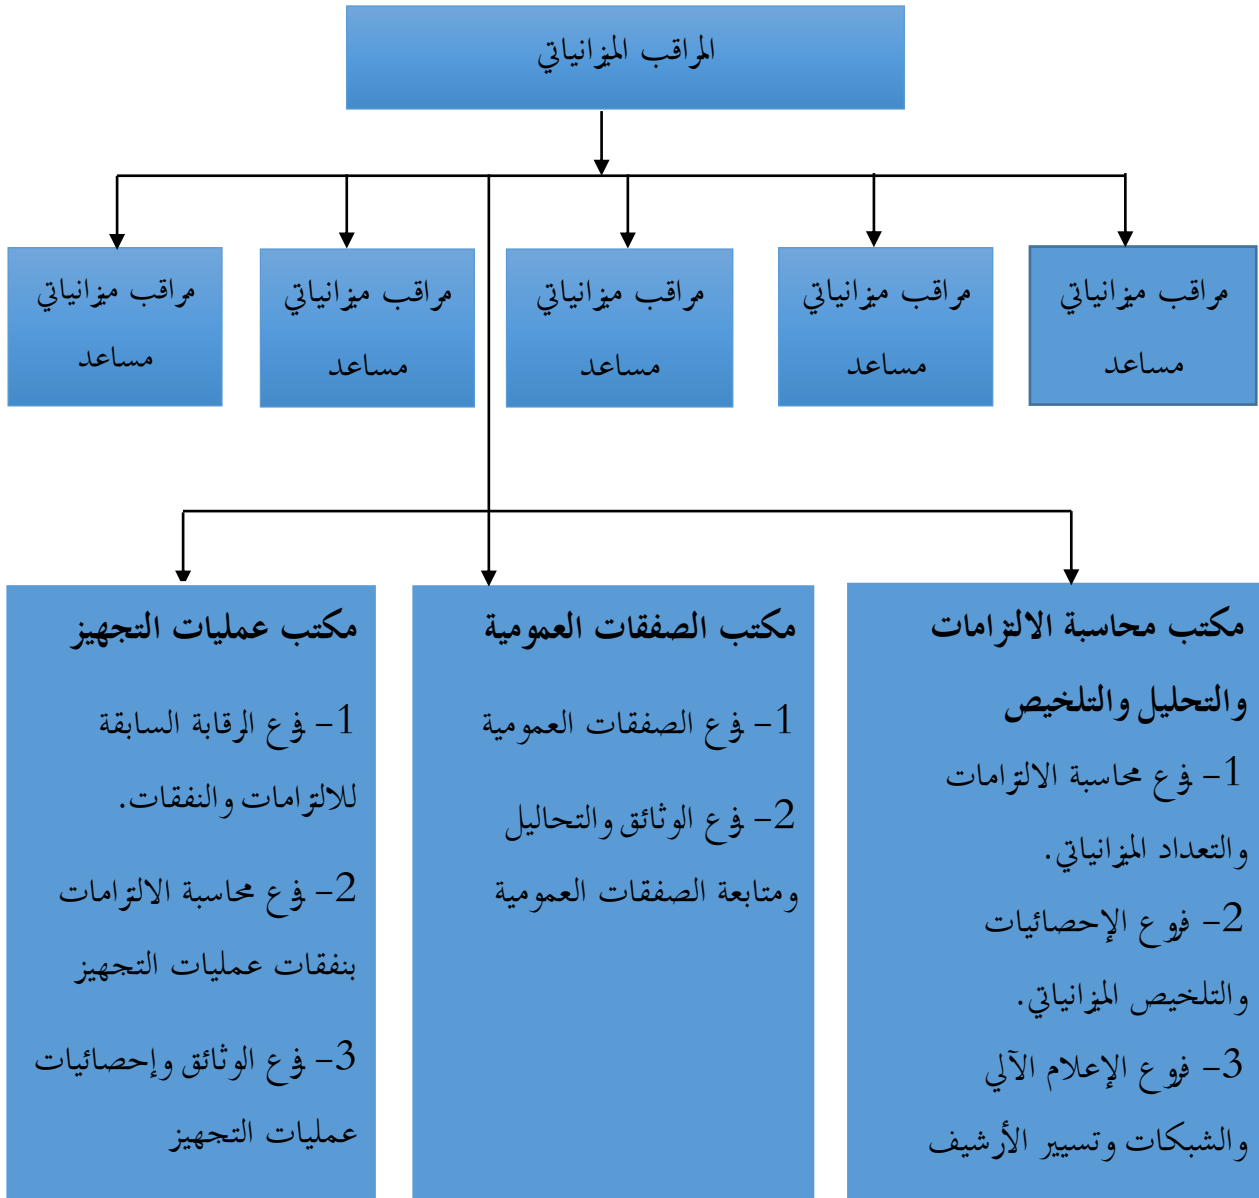 المراقب الميزانياتي
مراقب ميزانياتي
مساعد
مراقب ميزانياتي
مساعد
مراقب ميزانياتي
مساعد
مراقب ميزانياتي
مساعد
مراقب ميزانياتي
مساعد
مكتب محاسبة الالتزامات
والتحليل والتلخيص
1- فرع محاسبة الالتزامات
والتعداد الميزانياتي.
2- فروع الإحصائيات
والتلخيص الميزانياتي.
3- فروع الإعلام الآلي
والشبكات وتسيير الأرشيف
مكتب الصفقات العمومية
1- فرع الصفقات العمومية
2- فرع الوثائق والتحاليل
ومتابعة الصفقات العمومية
مكتب عمليات التجهيز
1- فرع الرقابة السابقة
للالتزامات والنفقات.
2- فرع محاسبة الالتزامات
بنفقات عمليات التجهيز
3- فرع الوثائق وإحصائيات
عمليات التجهيز